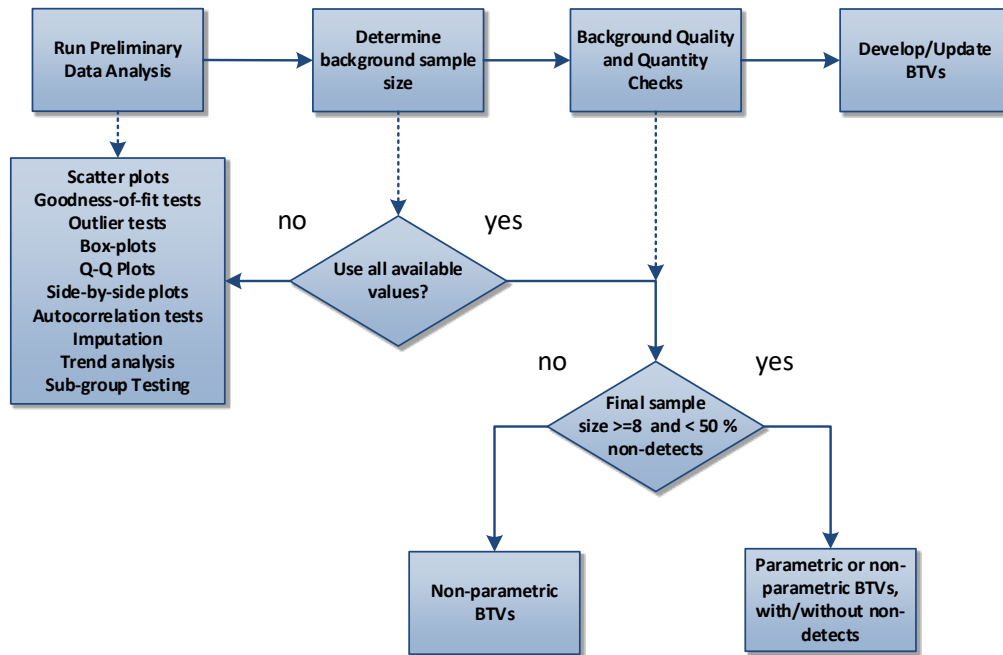 Run Preliminary
Data Analysis
Determine
background sample
size
Background Quality
and Quantity
Checks
Develop/Update
BTVs
Scatter plots
Goodness-of-fit tests
Outlier tests
Box-plots
Q-Q Plots
Side-by-side plots
Autocorrelation tests
Imputation
Trend analysis
Sub-group Testing
no
yes
Use all available
values?
no
yes
Final sample
size >=8 and < 50 %
non-detects
Non-parametric
BTVs
Parametric or non-
parametric BTVs,
with/without non-
detects